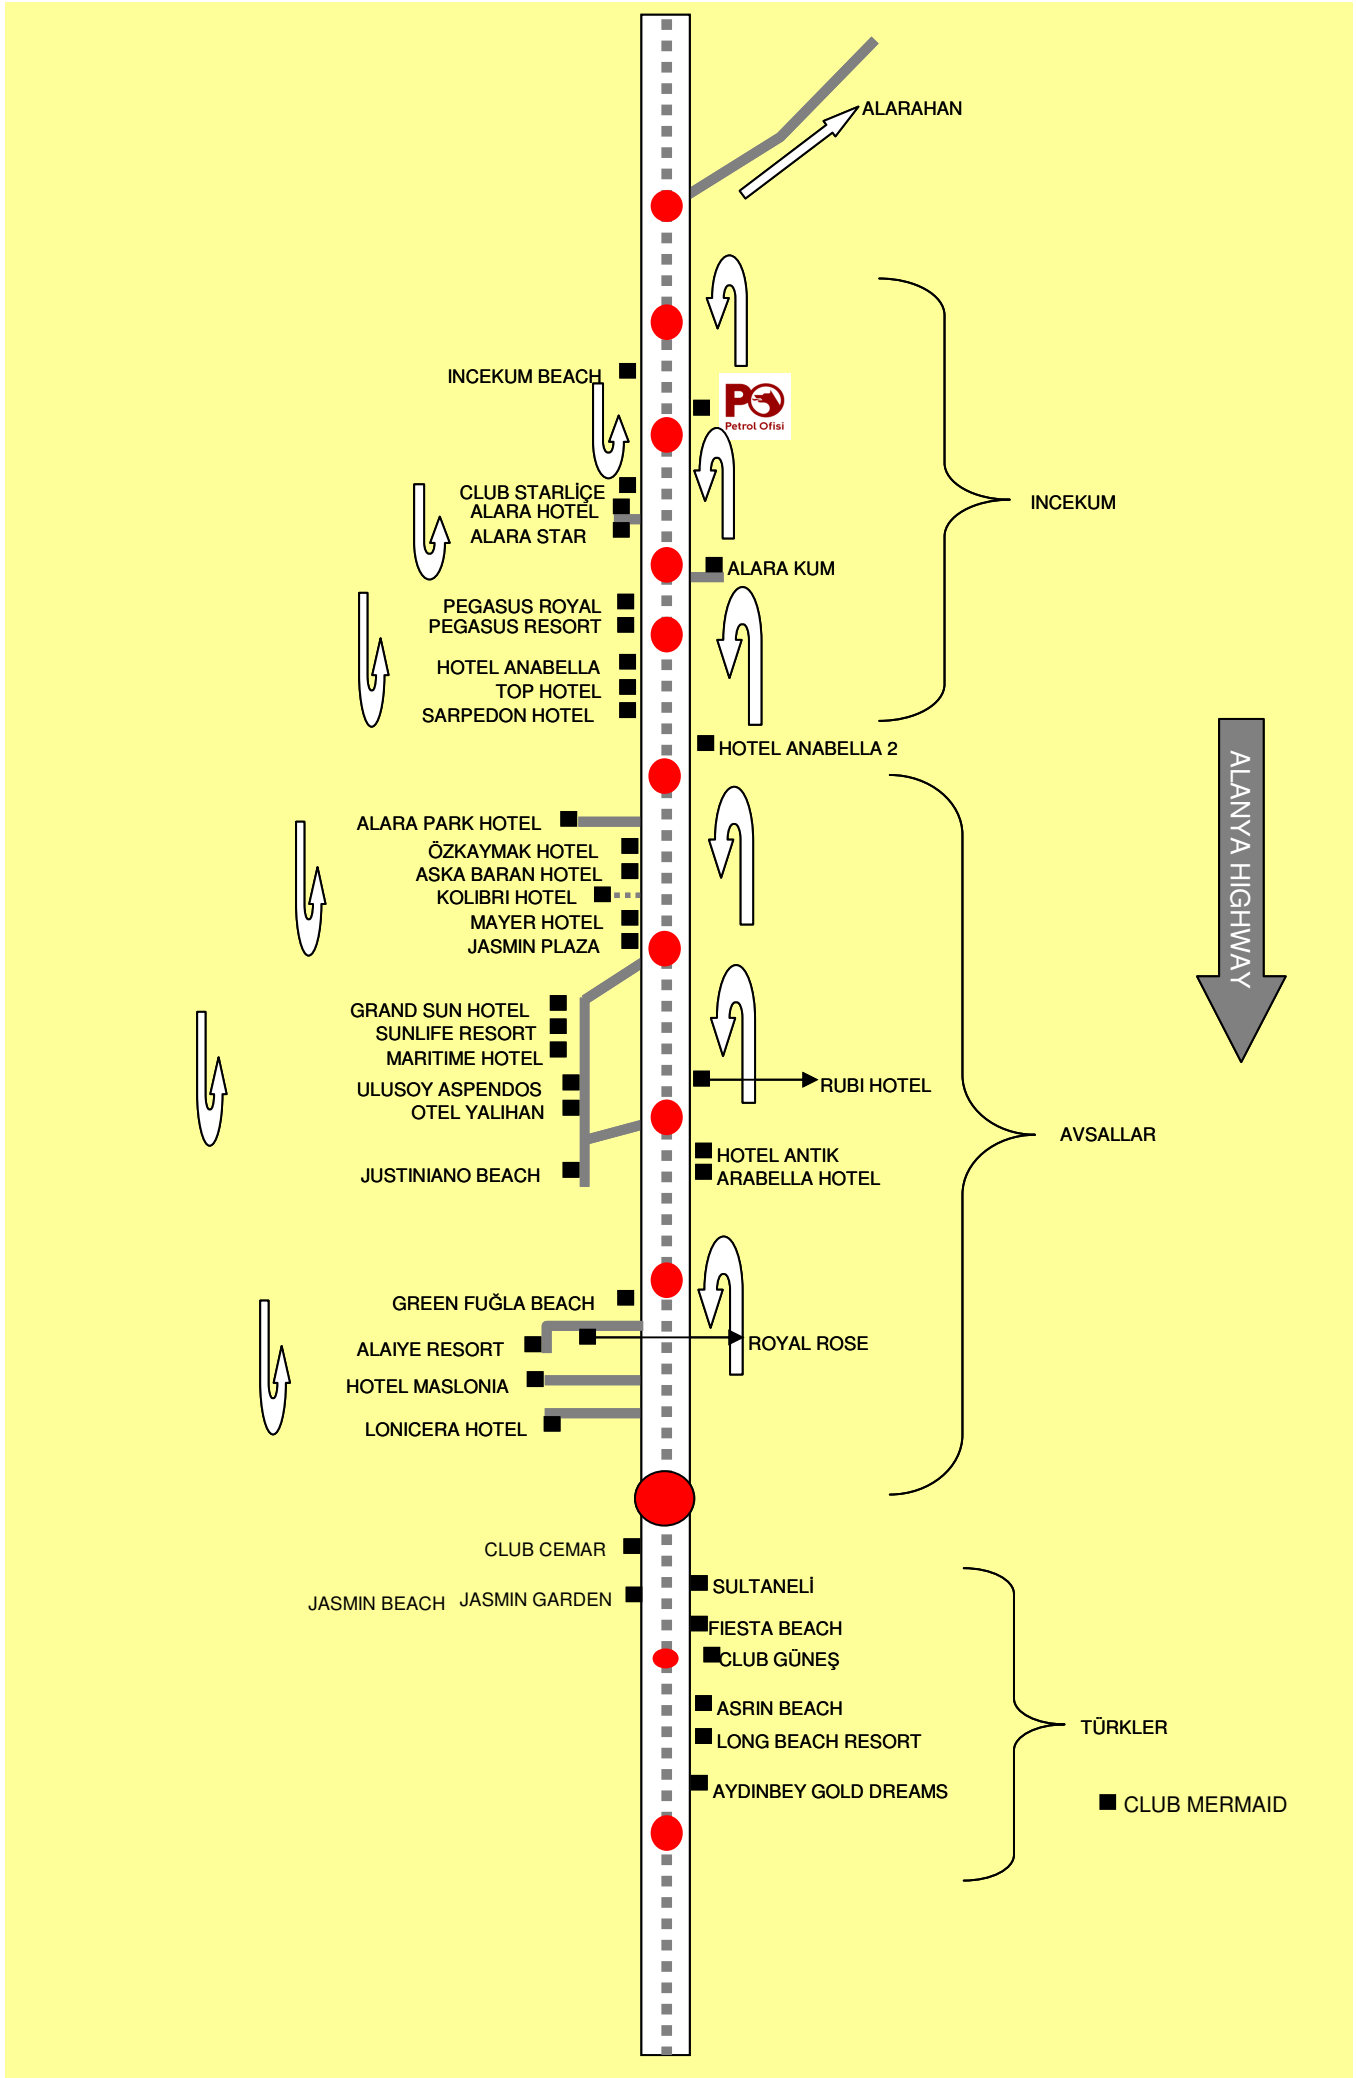 ALARAHAN
INCEKUM BEACH
PO
Petrol Ofisi
CLUB STARLİÇE
ALARA HOTEL
INCEKUM
ALARA STAR
ALARA KUM
PEGASUS ROYAL
PEGASUS RESORT
HOTEL ANABELLA
TOP HOTEL
SARPEDON HOTEL
HOTEL ANABELLA 2
ALANYA HIGHWAY
ALARA PARK HOTEL
ÖZKAYMAK HOTEL
ASKA BARAN HOTEL
KOLIBRI HOTEL
MAYER HOTEL
JASMIN PLAZA
GRAND SUN HOTEL
SUNLIFE RESORT
MARITIME HOTEL
ULUSOY ASPENDOS
RUBI HOTEL
OTEL YALIHAN
AVSALLAR
HOTEL ANTIK
JUSTINIANO BEACH
ARABELLA HOTEL
GREEN FUĞLA BEACH
ALAIYE RESORT
ROYAL ROSE
HOTEL MASLONIA
LONICERA HOTEL
CLUB CEMAR
SULTANELİ
JASMIN BEACH JASMIN GARDEN
FIESTA BEACH
CLUB GÜNEŞ
ASRIN BEACH
TÜRKLER
LONG BEACH RESORT
AYDINBEY GOLD DREAMS
CLUB MERMAID